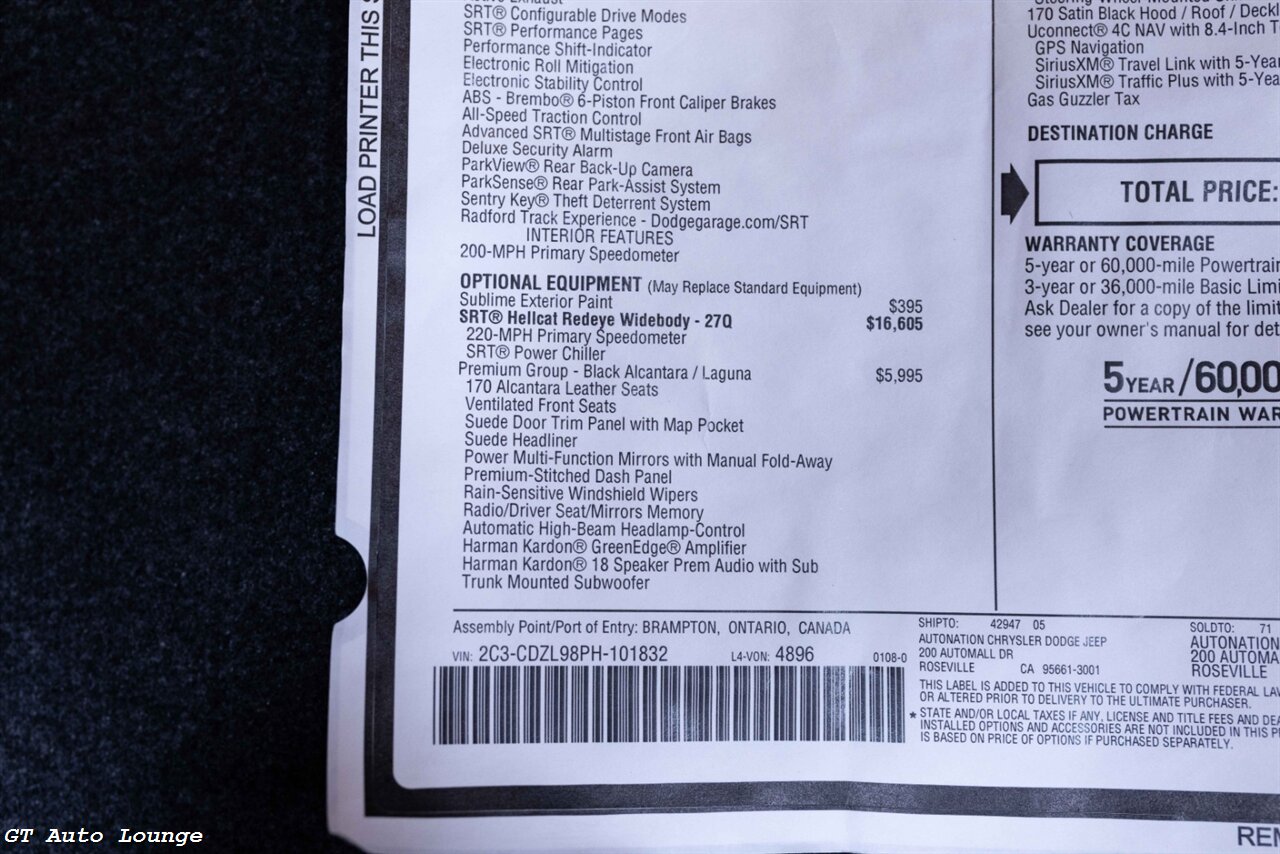 LOAD PRINTER THIS
SRT® Configurable Drive Modes
SRT® Performance Pages
Performance Shift-Indicator
Electronic Roll Mitigation
Electronic Stability Control
ABS - Brembo® 6-Piston Front Caliper Brakes
All-Speed Traction Control
Advanced SRT® Multistage Front Air Bags
Deluxe Security Alarm
ParkView® Rear Back-Up Camera
ParkSense® Rear Park-Assist System
Sentry Key® Theft Deterrent System
Radford Track Experience - Dodgegarage.com/SRT
INTERIOR FEATURES
200-MPH Primary Speedometer
OPTIONAL EQUIPMENT (May Replace Standard Equipment)
Sublime Exterior Paint $395
SRT® Hellcat Redeye Widebody - 27Q $16,605
220-MPH Primary Speedometer
SRT® Power Chiller
Premium Group - Black Alcantara / Laguna $5,995
170 Alcantara Leather Seats
Ventilated Front Seats
Suede Door Trim Panel with Map Pocket
Suede Headliner
Power Multi-Function Mirrors with Manual Fold-Away
Premium-Stitched Dash Panel
Rain-Sensitive Windshield Wipers
Radio/Driver Seat/Mirrors Memory
Automatic High-Beam Headlamp-Control
Harman Kardon® GreenEdge® Amplifier
Harman Kardon® 18 Speaker Prem Audio with Sub
Trunk Mounted Subwoofer
170 Satin Black Hood / Roof / Deckl
Uconnect® 4C NAV with 8.4-Inch T
GPS Navigation
SiriusXM® Travel Link with 5-Year
SiriusXM® Traffic Plus with 5-Yea
Gas Guzzler Tax
DESTINATION CHARGE
TOTAL PRICE:
WARRANTY COVERAGE
5-year or 60,000-mile Powertrain
3-year or 36,000-mile Basic Limi
Ask Dealer for a copy of the limit
see your owner's manual for det
5 YEAR /60,00
POWERTRAIN WAR
Assembly Point/Port of Entry: BRAMPTON, ONTARIO, CANADA
VIN: 2C3-CDZL98PH-101832 L4-VON: 4896 0108-0
SHIPTO: 42947 05
AUTONATION CHRYSLER DODGE JEEP
200 AUTOMALL DR
ROSEVILLE CA 95661-3001
SOLDTO: 71
AUTONATION
200 AUTOMA
ROSEVILLE
THIS LABEL IS ADDED TO THIS VEHICLE TO COMPLY WITH FEDERAL LAW
OR ALTERED PRIOR TO DELIVERY TO THE ULTIMATE PURCHASER.
* STATE AND/OR LOCAL TAXES IF ANY, LICENSE AND TITLE FEES AND DEA
INSTALLED OPTIONS AND ACCESSORIES ARE NOT INCLUDED IN THIS P
IS BASED ON PRICE OF OPTIONS IF PURCHASED SEPARATELY.
REM
GT Auto Lounge